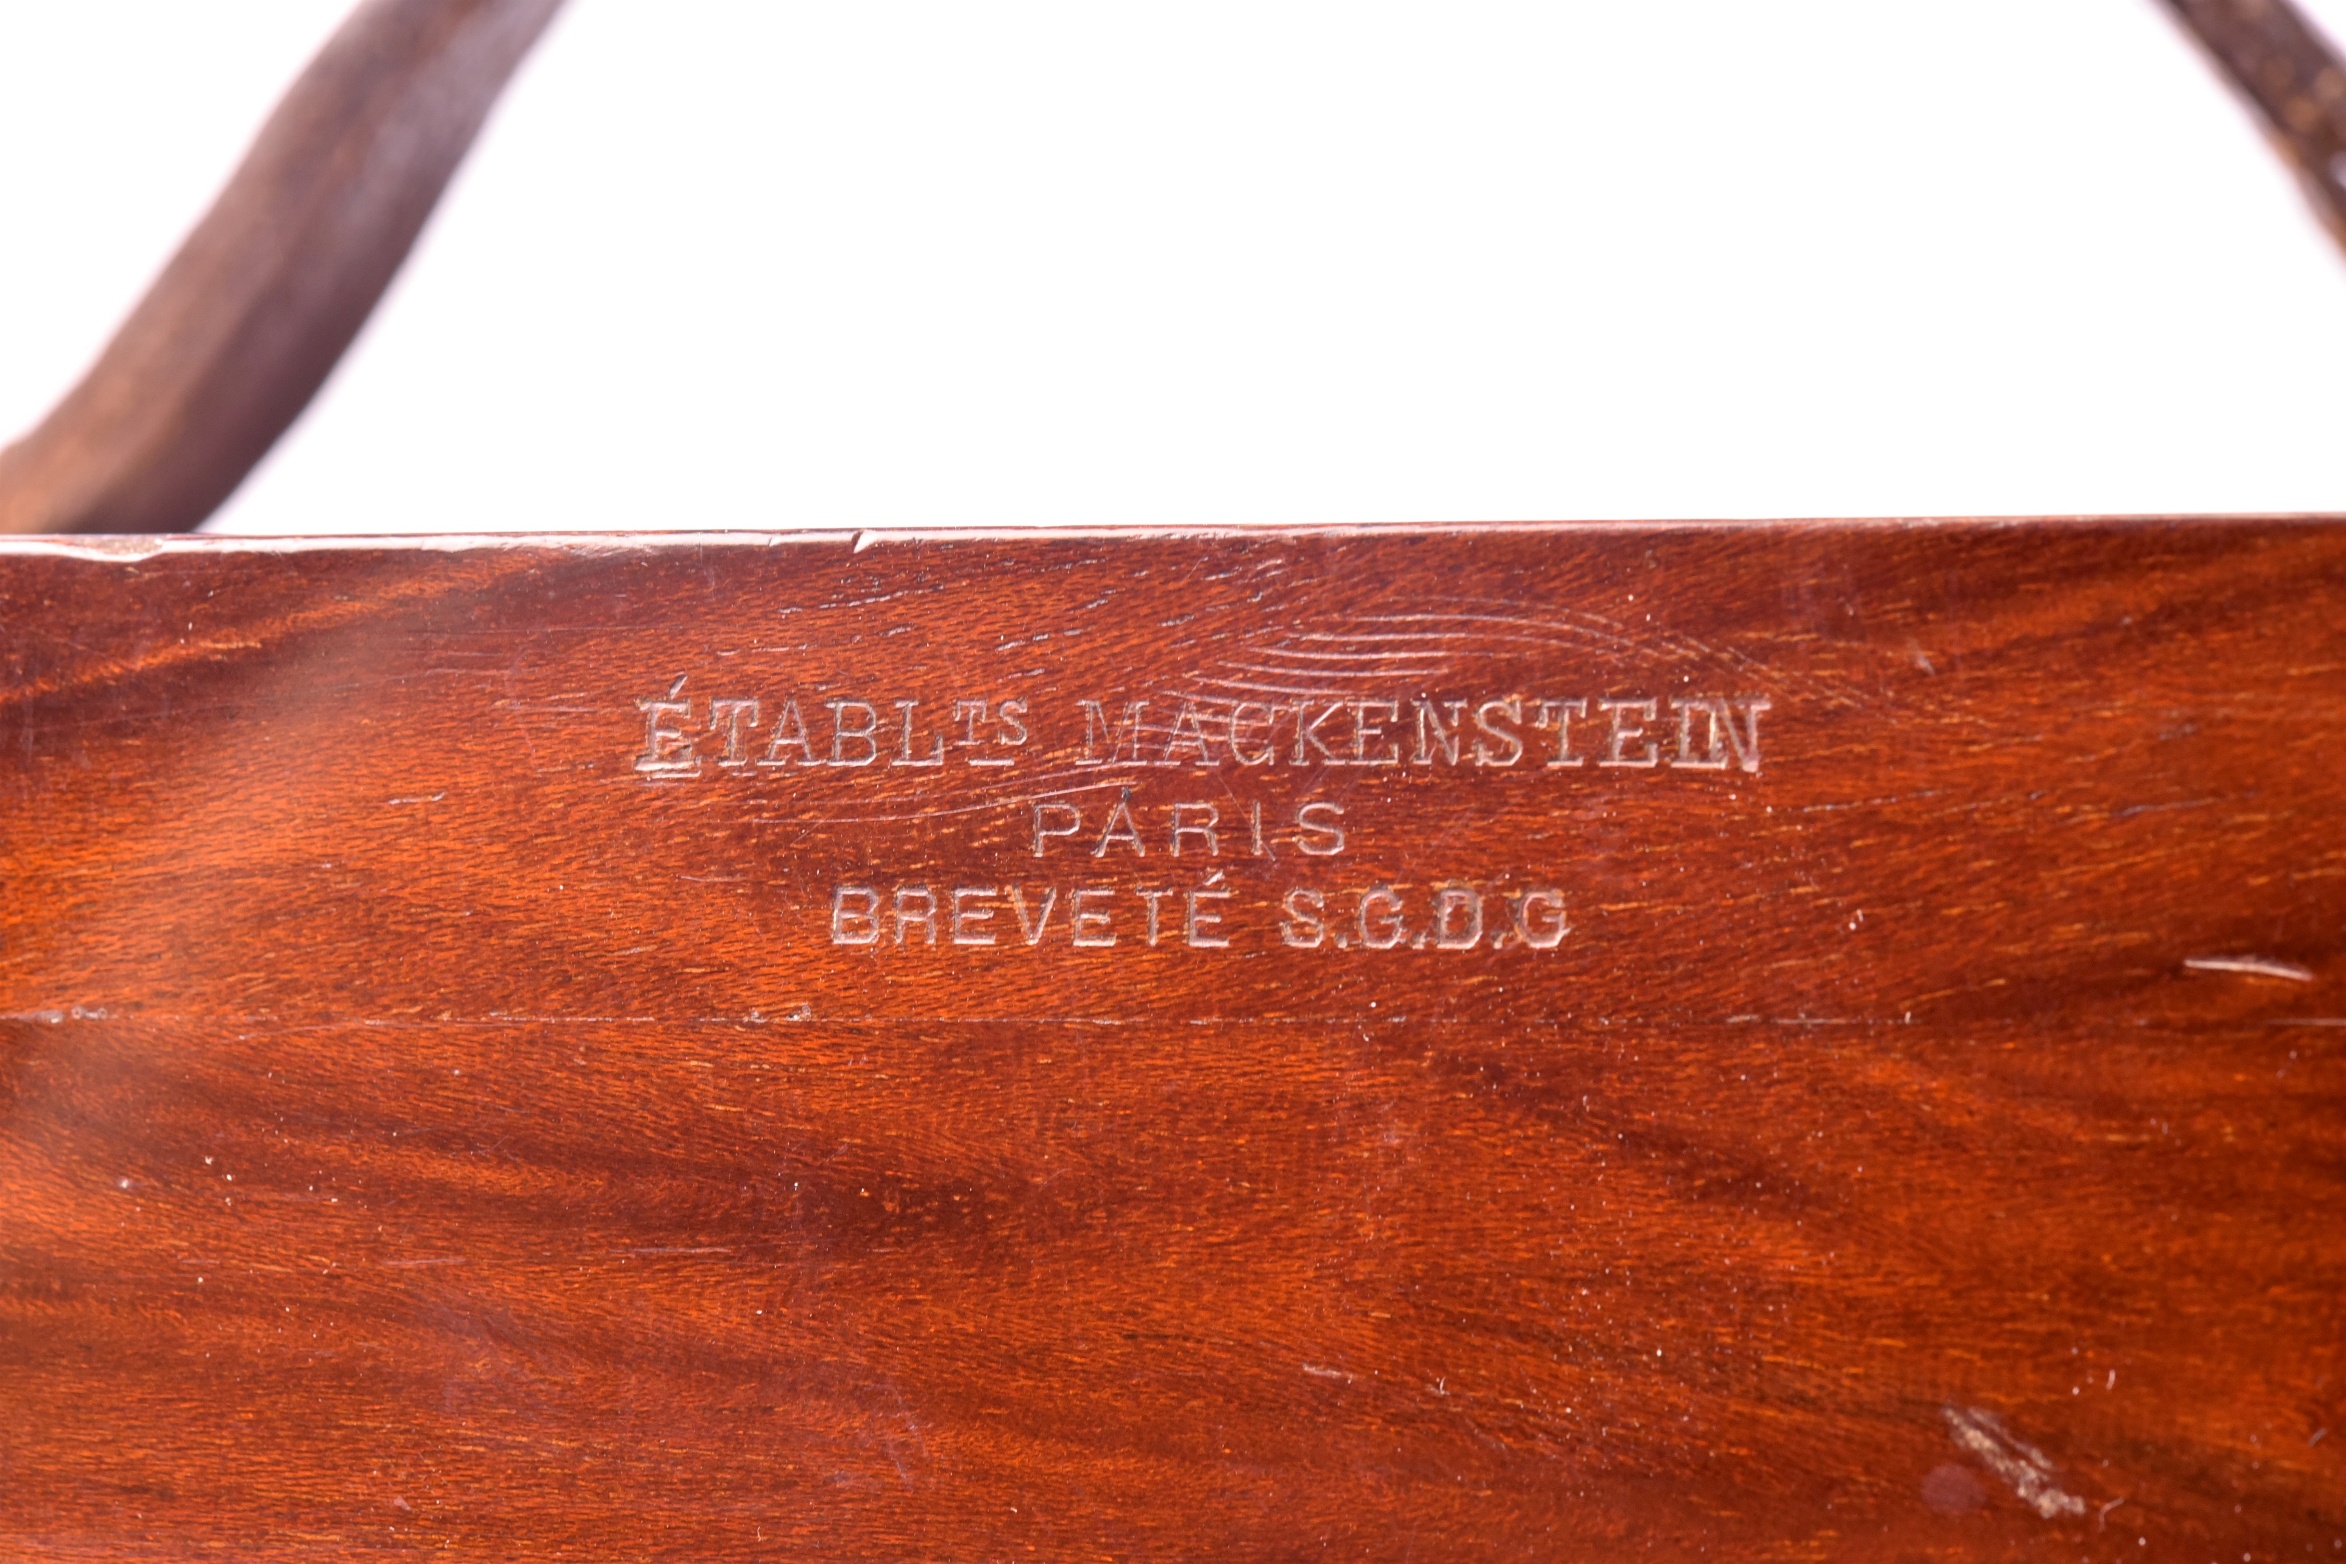 ÉTABLTS MACKENSTEIN
PARIS
BREVETÉ S.G.D.G